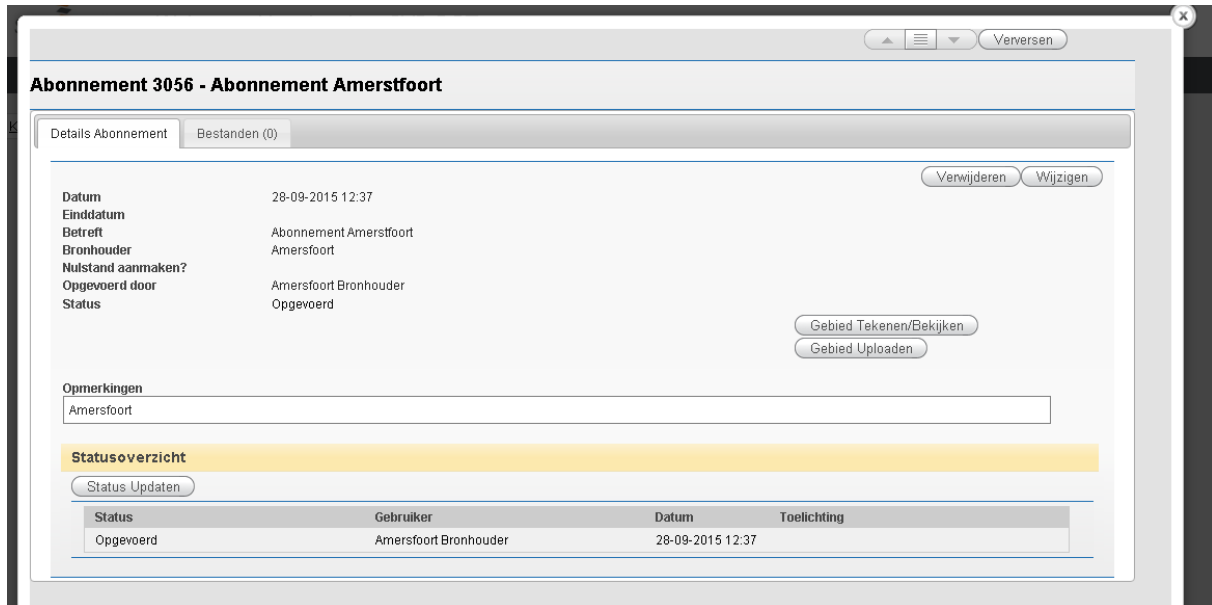 x
Verversen
Abonnement 3056 - Abonnement Amerstfoort
Details Abonnement Bestanden (0)
Verwijderen Wijzigen
Datum 28-09-2015 12:37
Einddatum
Betreft Abonnement Amerstfoort
Bronhouder Amersfoort
Nulstand aanmaken?
Opgevoerd door Amersfoort Bronhouder
Status Opgevoerd
Gebied Tekenen/Bekijken
Gebied Uploaden
Opmerkingen
Amersfoort
Statusoverzicht
Status Updaten
Status Gebruiker Datum Toelichting
Opgevoerd Amersfoort Bronhouder 28-09-2015 12:37